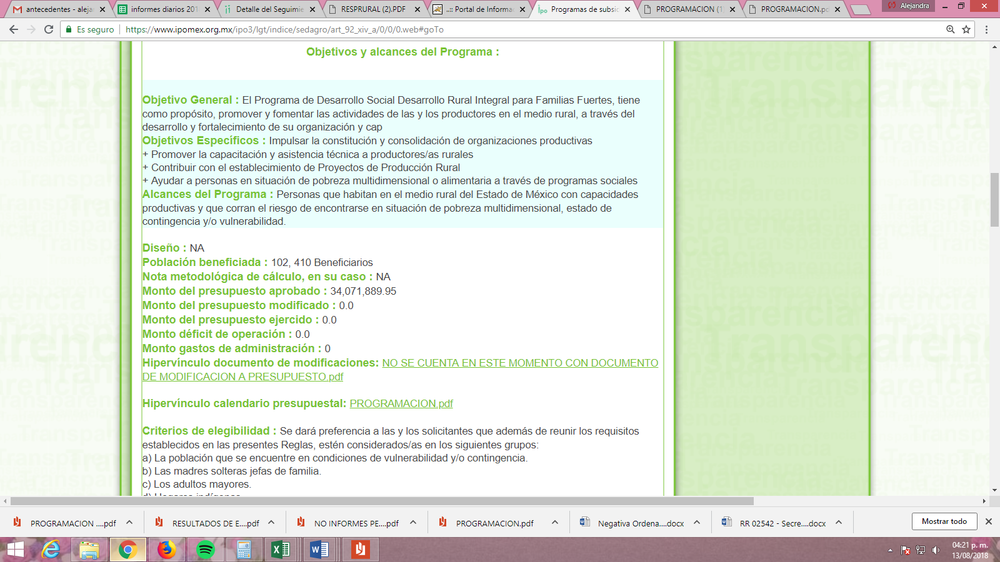 antecedentes - aleja
informes diarios 201
Detalle del Seguimie
RESPRURAL (2).PDF
..:: Portal de Informac
Programas de subsid
PROGRAMACION (1
PROGRAMACION.pd
Alejandra
Es seguro
https://www.ipomex.org.mx/ipo3/lgt/indice/sedagro/art_92_xiv_a/0/0/0.web#goTo
Objetivos y alcances del Programa :
Objetivo General : El Programa de Desarrollo Social Desarrollo Rural Integral para Familias Fuertes, tiene
como propósito, promover y fomentar las actividades de las y los productores en el medio rural, a través del
desarrollo y fortalecimiento de su organización y cap
Objetivos Específicos : Impulsar la constitución y consolidación de organizaciones productivas
+ Promover la capacitación y asistencia técnica a productores/as rurales
+ Contribuir con el establecimiento de Proyectos de Producción Rural
+ Ayudar a personas en situación de pobreza multidimensional o alimentaria a través de programas sociales
Alcances del Programa : Personas que habitan en el medio rural del Estado de México con capacidades
productivas y que corran el riesgo de encontrarse en situación de pobreza multidimensional, estado de
contingencia y/o vulnerabilidad.
Diseño : NA
Población beneficiada : 102, 410 Beneficiarios
Nota metodológica de cálculo, en su caso : NA
Monto del presupuesto aprobado : 34,071,889.95
Monto del presupuesto modificado : 0.0
Monto del presupuesto ejercido : 0.0
Monto déficit de operación : 0.0
Monto gastos de administración : 0
Hipervínculo documento de modificaciones: NO SE CUENTA EN ESTE MOMENTO CON DOCUMENTO
DE MODIFICACION A PRESUPUESTO.pdf
Hipervínculo calendario presupuestal: PROGRAMACION.pdf
Criterios de elegibilidad : Se dará preferencia a las y los solicitantes que además de reunir los requisitos
establecidos en las presentes Reglas, estén considerados/as en los siguientes grupos:
a) La población que se encuentre en condiciones de vulnerabilidad y/o contingencia.
b) Las madres solteras jefas de familia.
c) Los adultos mayores.
d) Hogares indígenas
PROGRAMACION ....pdf
RESULTADOS DE E....pdf
NO INFORMES PE....pdf
PROGRAMACION.pdf
Negativa Ordena....docx
RR 02542 - Secre....docx
Mostrar todo
04:21 p. m.
13/08/2018